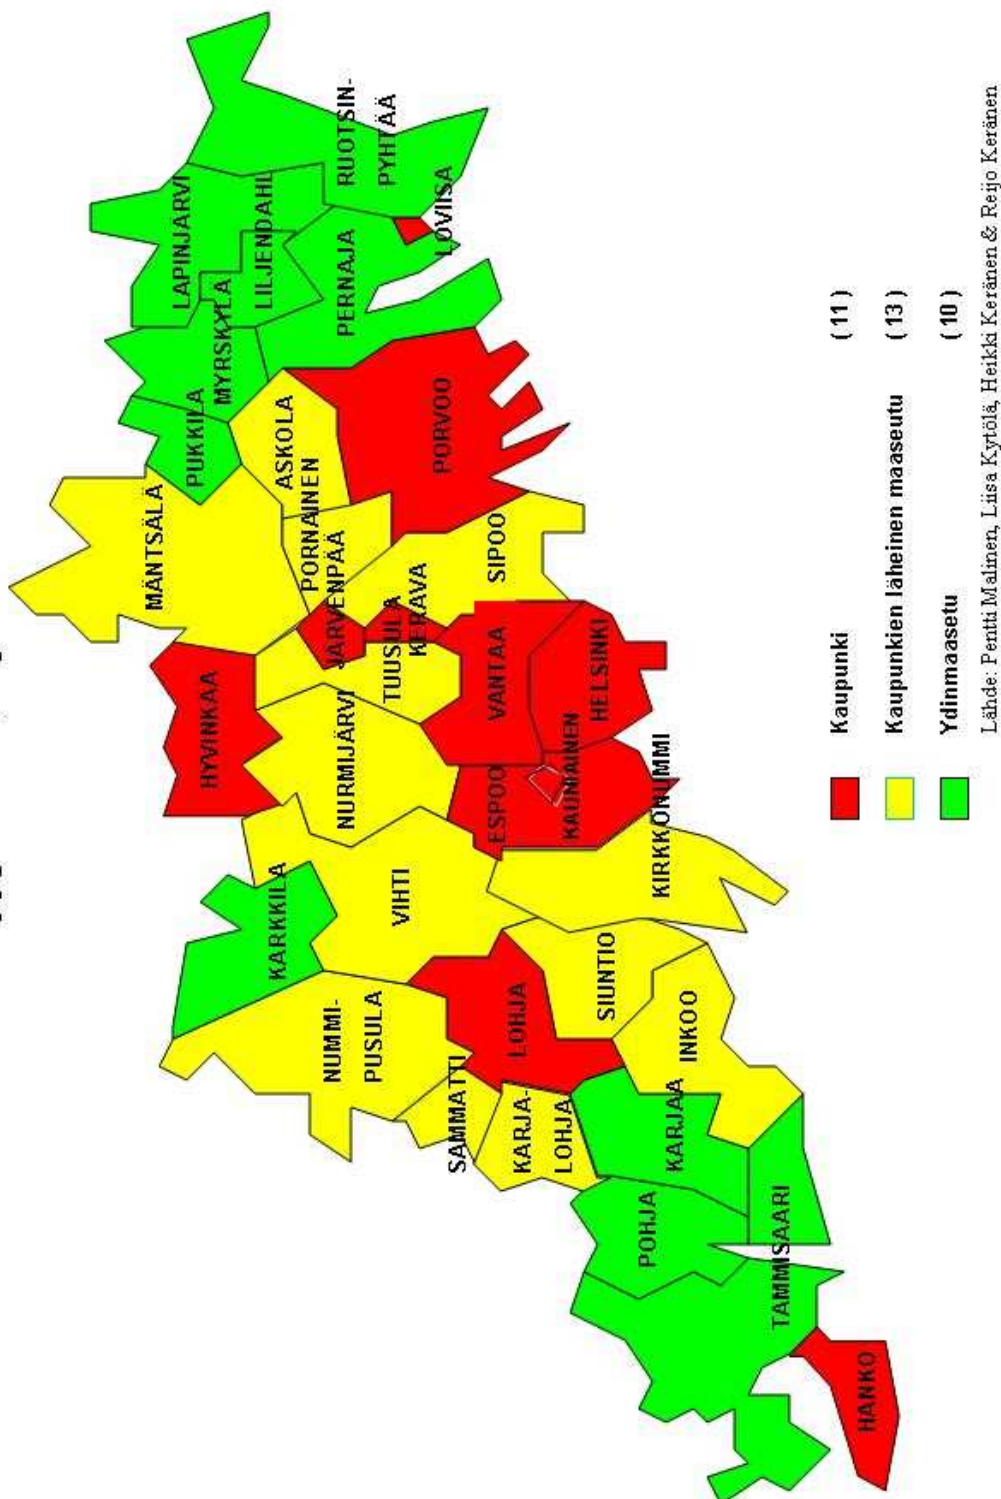 RUOTSIN-
PYHTÄÄ
LAPINJÄRVI
LILJENDAHL
LOVIISA
PERNAJA
MYRSKYLÄ
PUKKILA
ASKOLA
PORVOO
MÄNTSÄLÄ
PORNAINEN
JÄRVENPÄÄ
TUUSULA
KERAVA
SIPOO
HYVINKAA
NURMIJÄRVI
VANTAA
HELSINKI
ESPOO
KAUNIAINEN
KIRKKONUMMI
VIHTI
KARKKILA
NUMMI-
PUSULA
LOHJA
SIUNTIO
INKOO
SAMMATTI
KARJA-
LOHJA
KARJAA
POHJA
TAMMISAARI
HANKO
Kaupunki (11)
Kaupunkien läheinen maaseutu (13)
Ydinmaasetu (10)
Lähde: Pentti Malinen, Liisa Kytölä, Heikki Keränen & Reijo Keränen